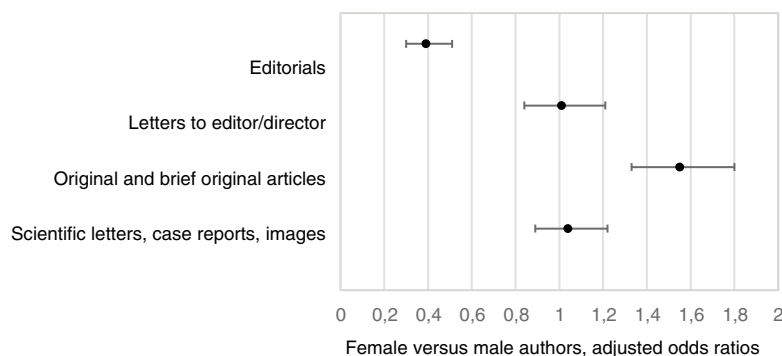 Editorials
Letters to editor/director
Original and brief original articles
Scientific letters, case reports, images
0 0,2 0,4 0,6 0,8 1 1,2 1,4 1,6 1,8 2
Female versus male authors, adjusted odds ratios